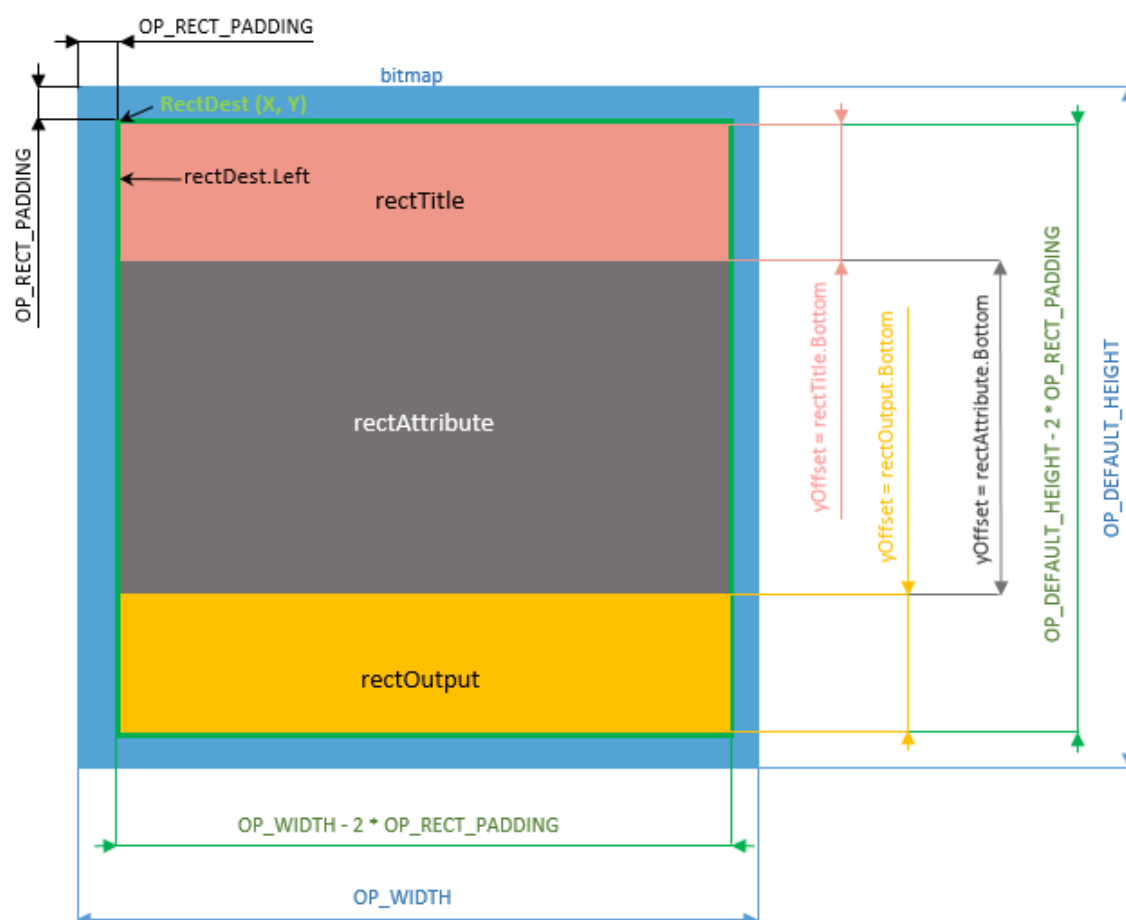 OP_RECT_PADDING
bitmap
RectDest (X, Y)
OP_RECT_PADDING
rectDest.Left
rectTitle
rectAttribute
rectOutput
yOffset = rectTitle.Bottom
yOffset = rectOutput.Bottom
yOffset = rectAttribute.Bottom
OP_DEFAULT_HEIGHT - 2 * OP_RECT_PADDING
OP_DEFAULT_HEIGHT
OP_WIDTH - 2 * OP_RECT_PADDING
OP_WIDTH